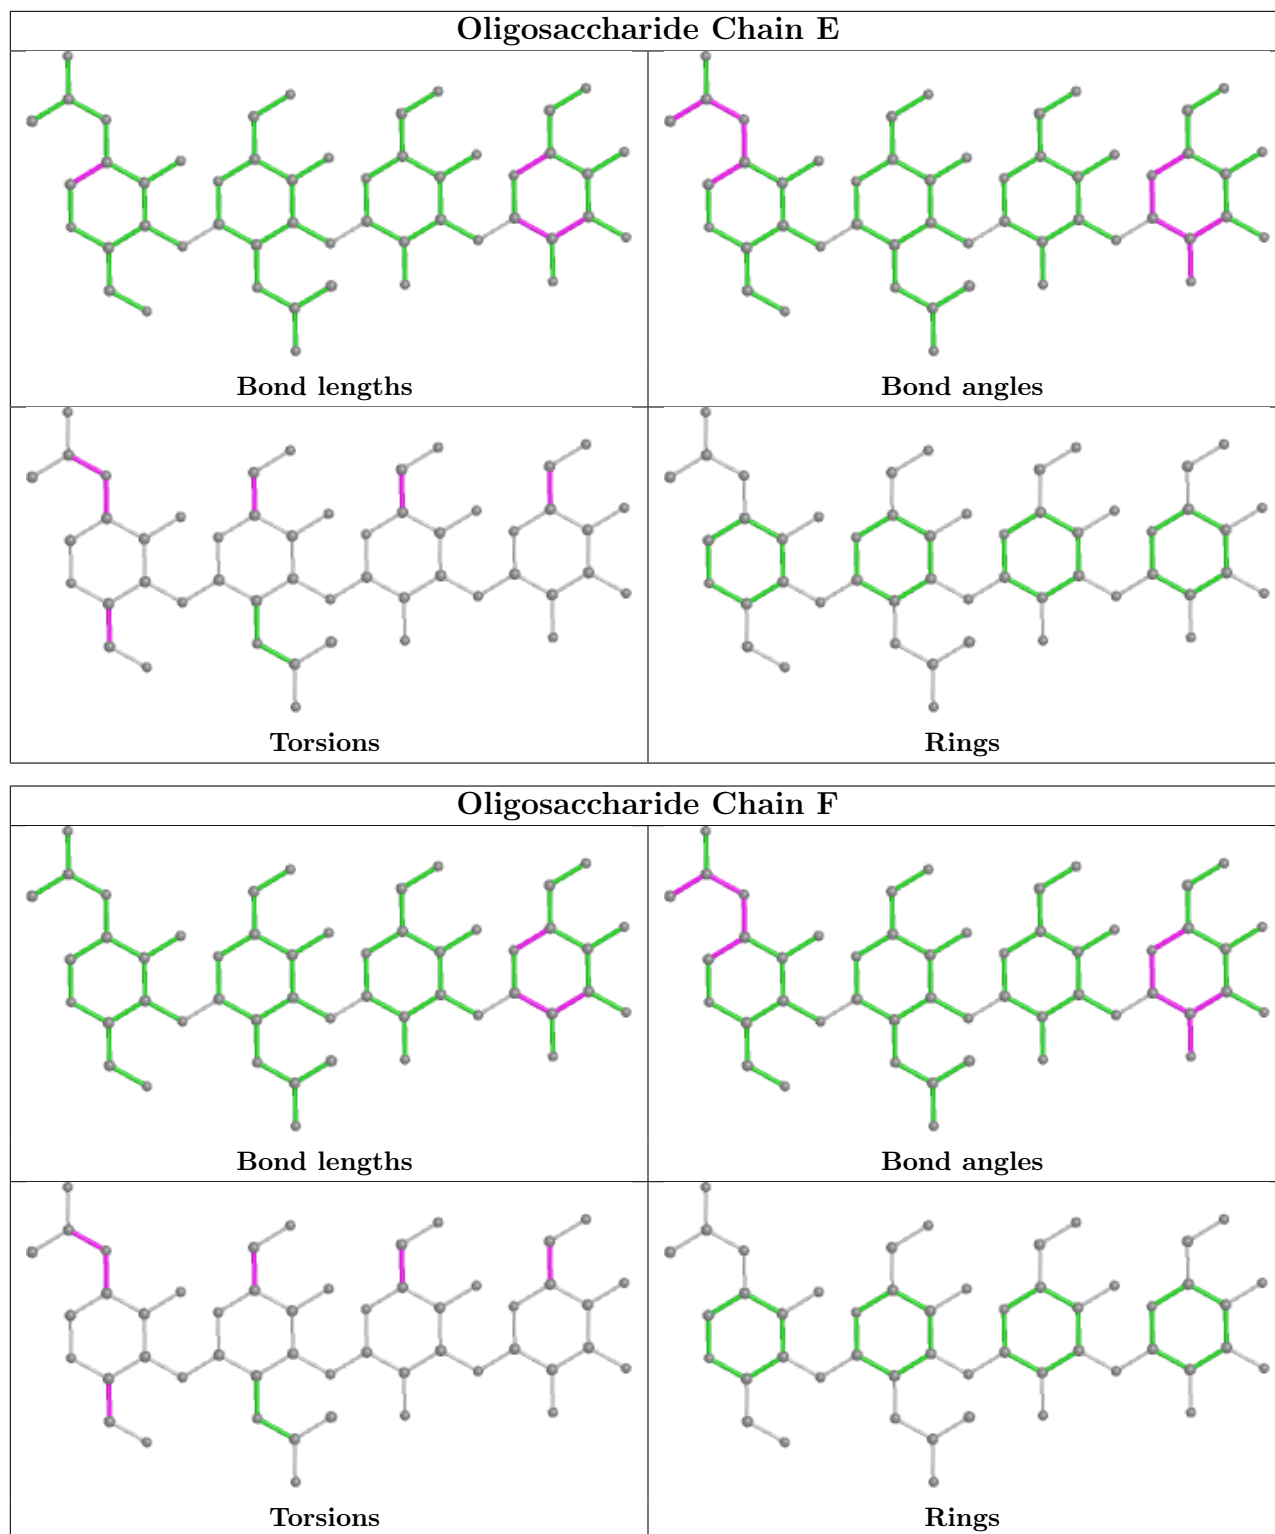 Oligosaccharide Chain E
Bond lengths
Bond angles
Torsions
Rings
Oligosaccharide Chain F
Bond lengths
Bond angles
Torsions
Rings